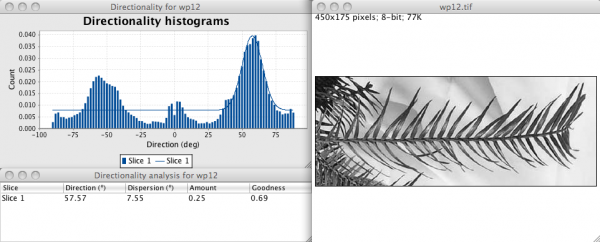 Directionality for wp12
Directionality histograms
0.040
0.035
0.030
0.025
0.020
0.015
0.010
0.005
0.000
Count
−100 −75 −50 −25 0 25 50 75
Direction (deg)
Slice 1 Slice 1
Directionality analysis for wp12
Slice Direction (°) Dispersion (°) Amount Goodness
Slice 1 57.57 7.55 0.25 0.69
wp12.tif
450x175 pixels; 8-bit; 77K